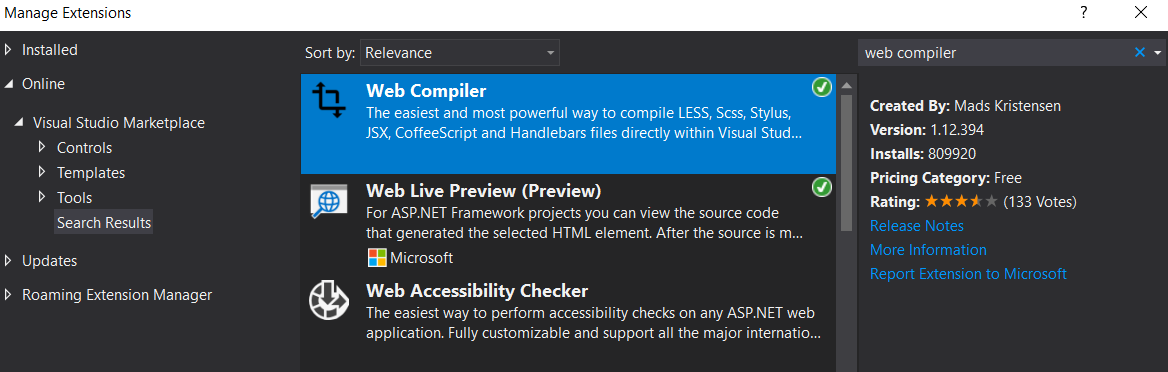 Manage Extensions
?
Installed
Online
Visual Studio Marketplace
Controls
Templates
Tools
Search Results
Updates
Roaming Extension Manager
Sort by: Relevance
Web Compiler
The easiest and most powerful way to compile LESS, Scss, Stylus,
JSX, CoffeeScript and Handlebars files directly within Visual Stud...
Web Live Preview (Preview)
For ASP.NET Framework projects you can view the source code
that generated the selected HTML element. After the source is m...
Microsoft
Web Accessibility Checker
The easiest way to perform accessibility checks on any ASP.NET web
application. Fully customizable and support all the major internatio...
web compiler
Created By: Mads Kristensen
Version: 1.12.394
Installs: 809920
Pricing Category: Free
Rating: (133 Votes)
Release Notes
More Information
Report Extension to Microsoft